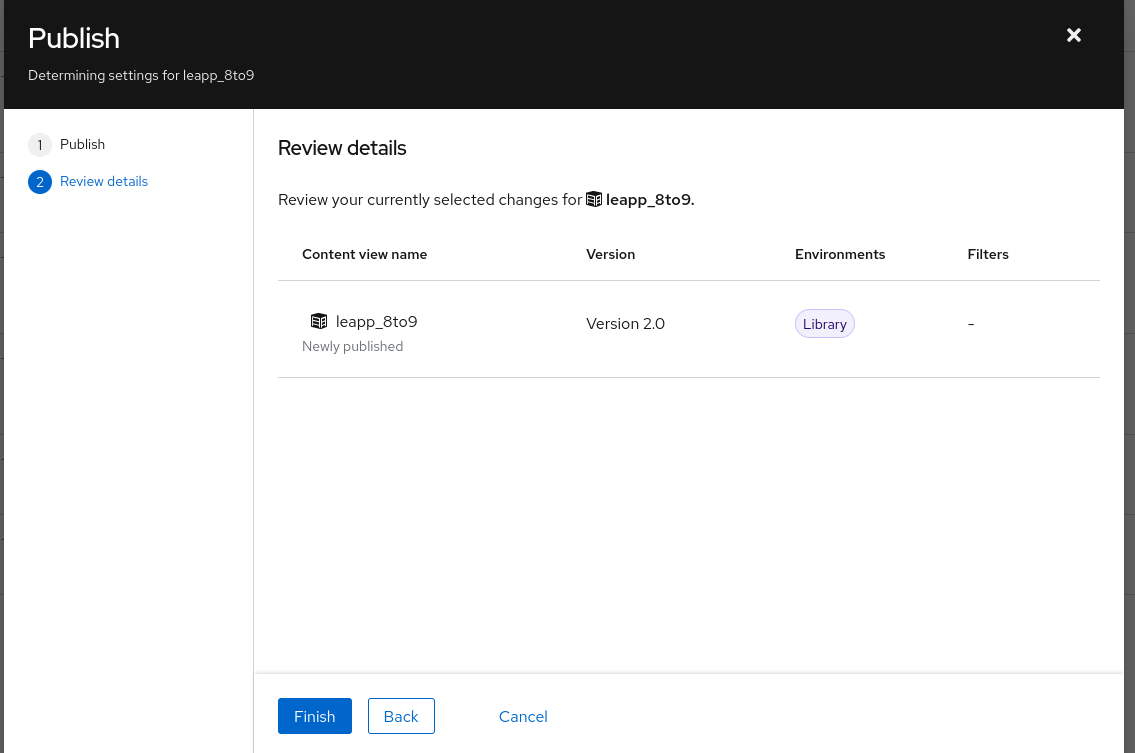 Publish
Determining settings for leapp_8to9
1 Publish
2 Review details
Review details
Review your currently selected changes for leapp_8to9.
Content view name Version Environments Filters
leapp_8to9 Version 2.0 Library -
Newly published
Finish Back Cancel